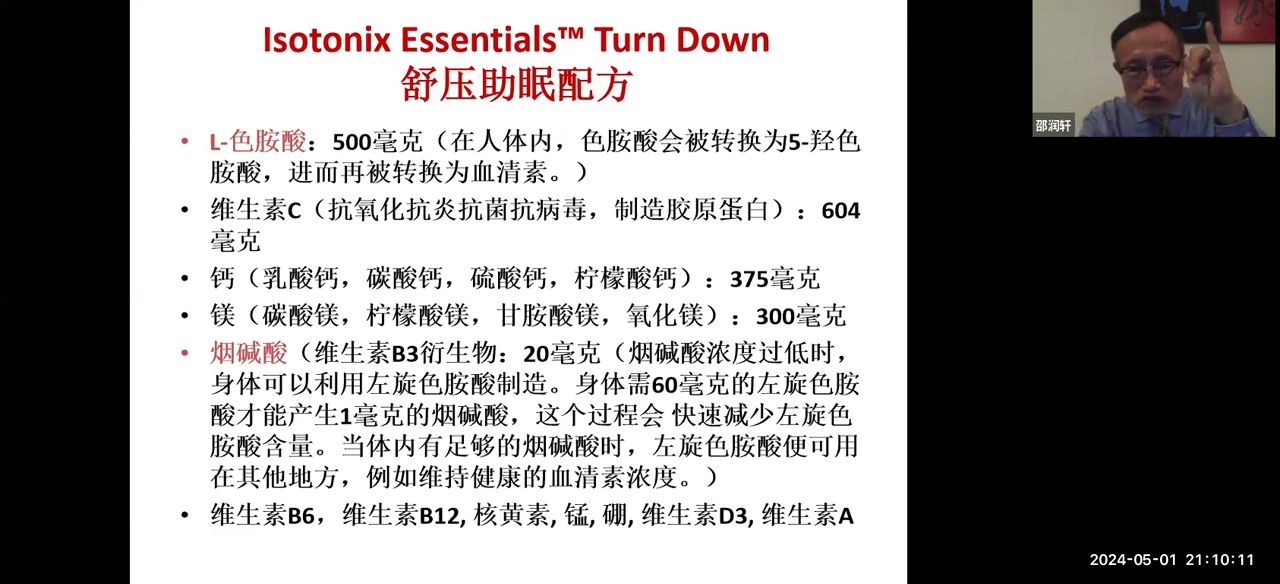 Isotonix Essentials™ Turn Down
舒压助眠配方
• L-色胺酸：500毫克（在人体内，色胺酸会被转换为5-羟色
胺酸，进而再被转换为血清素。）
• 维生素C（抗氧化抗炎抗菌抗病毒，制造胶原蛋白）：604
毫克
• 钙（乳酸钙，碳酸钙，硫酸钙，柠檬酸钙）：375毫克
• 镁（碳酸镁，柠檬酸镁，甘胺酸镁，氧化镁）：300毫克
• 烟碱酸（维生素B3衍生物：20毫克（烟碱酸浓度过低时，
身体可以利用左旋色胺酸制造。身体需60毫克的左旋色胺
酸才能产生1毫克的烟碱酸，这个过程会 快速减少左旋色
胺酸含量。当体内有足够的烟碱酸时，左旋色胺酸便可用
在其他地方，例如维持健康的血清素浓度。）
• 维生素B6，维生素B12, 核黄素, 锰, 硼, 维生素D3, 维生素A
邵润轩
2024-05-01 21:10:11